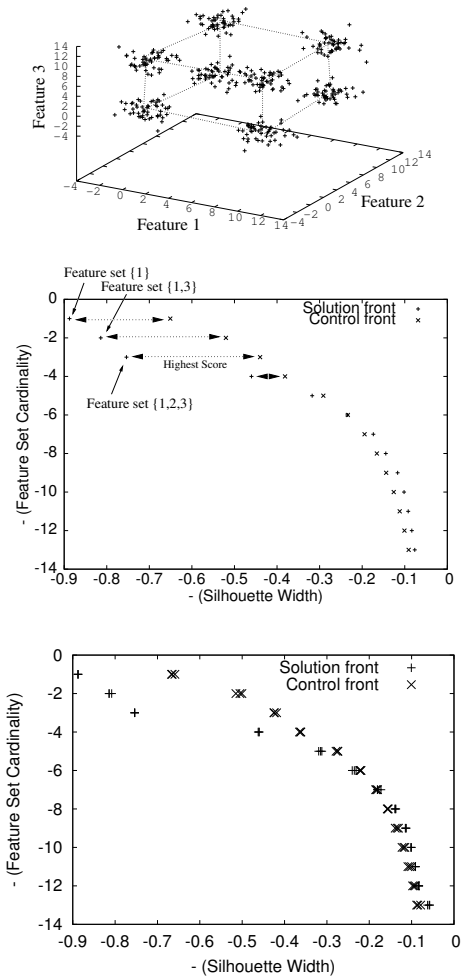 Feature 3
14
12
10
8
6
4
2
0
−2
−4
−4 −2 0 2 4 6 8 10 12 14
Feature 1
−4 −2 0 2 4 6 8 10 12 14
Feature 2
Feature set {1}
Feature set {1,3}
Solution front
Control front
Highest Score
Feature set {1,2,3}
0
-2
-4
-6
-8
-10
-12
-14
- (Feature Set Cardinality)
-0.9 -0.8 -0.7 -0.6 -0.5 -0.4 -0.3 -0.2 -0.1 0
- (Silhouette Width)
Solution front
Control front
0
-2
-4
-6
-8
-10
-12
-14
- (Feature Set Cardinality)
-0.9 -0.8 -0.7 -0.6 -0.5 -0.4 -0.3 -0.2 -0.1 0
- (Silhouette Width)